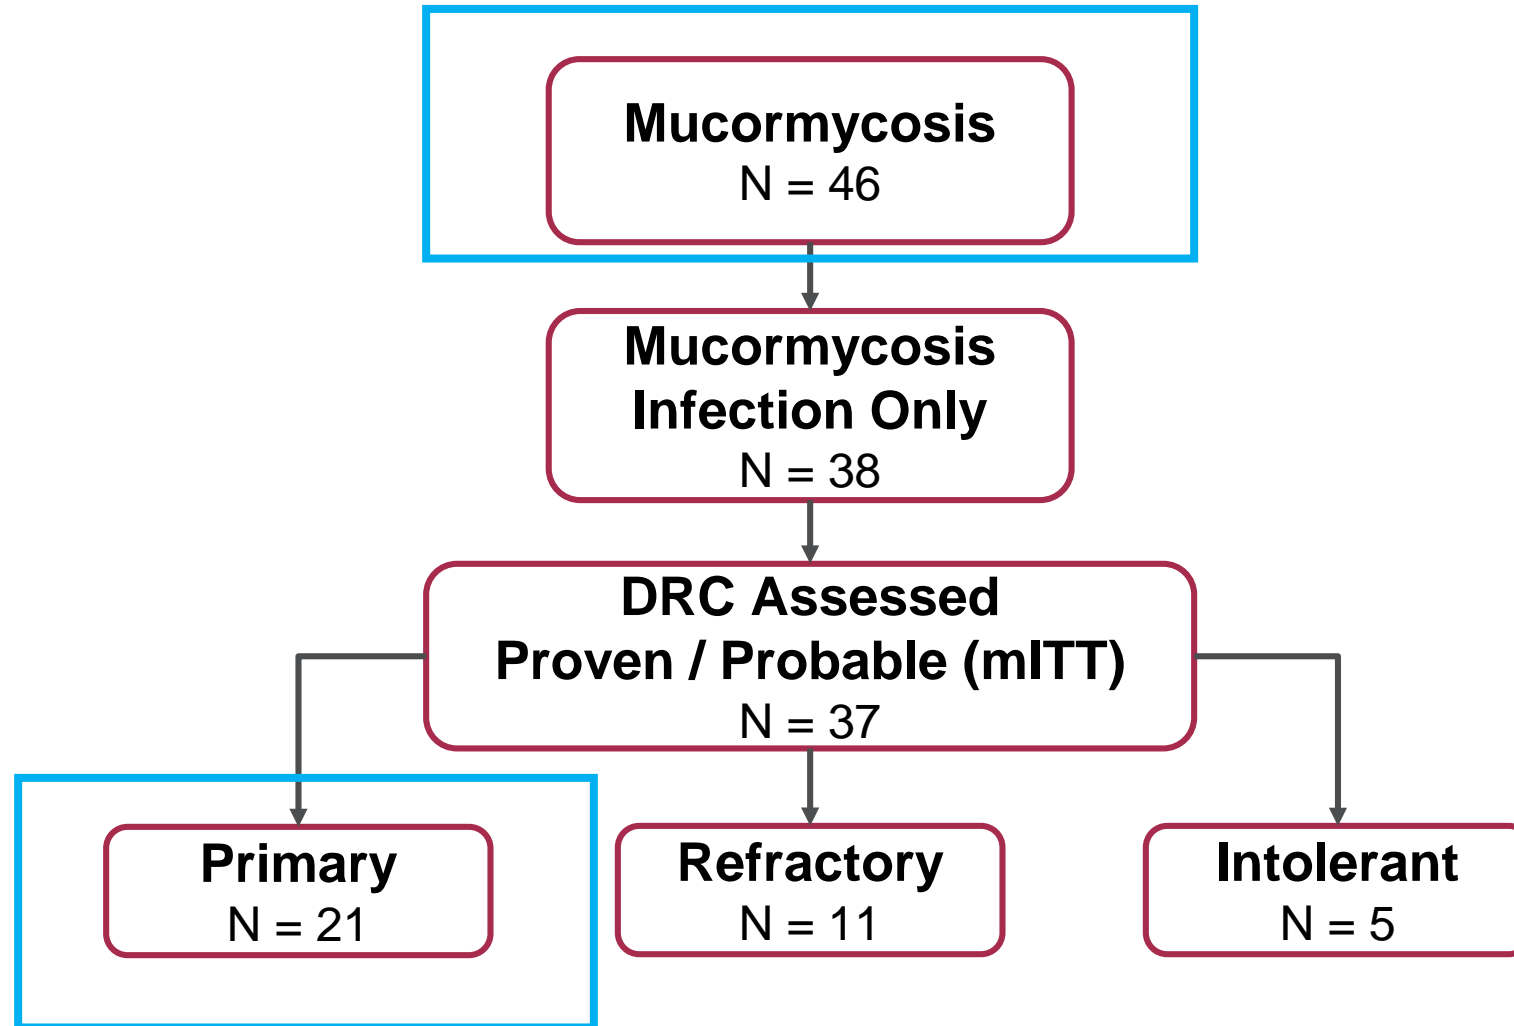 Mucormycosis
N = 46
Mucormycosis
Infection Only
N = 38
DRC Assessed
Proven / Probable (mITT)
N = 37
Primary
N = 21
Refractory
N = 11
Intolerant
N = 5